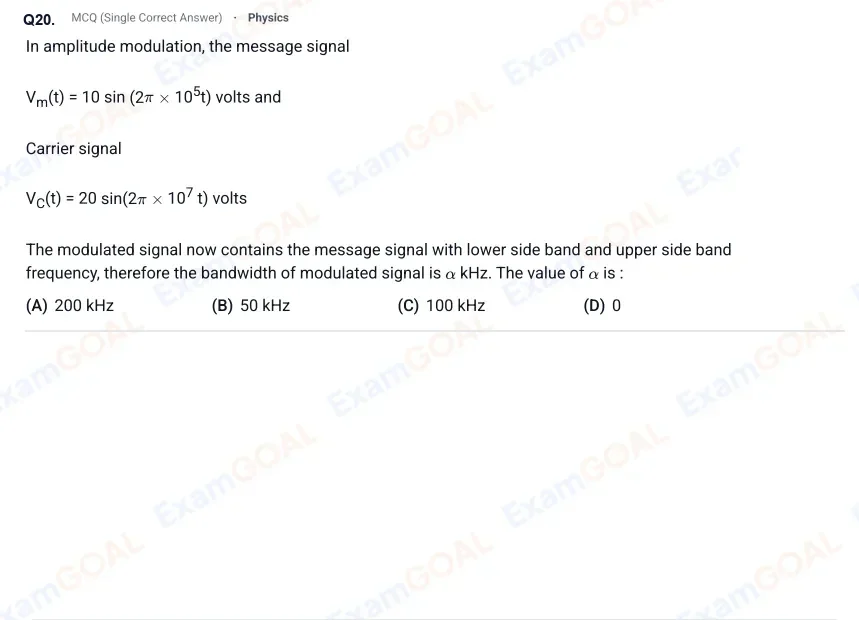 Q20. MCQ (Single Correct Answer) · Physics
In amplitude modulation, the message signal
Vm(t) = 10 sin (2π × 10⁵t) volts and
Carrier signal
VC(t) = 20 sin(2π × 10⁷ t) volts
The modulated signal now contains the message signal with lower side band and upper side band
frequency, therefore the bandwidth of modulated signal is α kHz. The value of α is :
(A) 200 kHz (B) 50 kHz (C) 100 kHz (D) 0